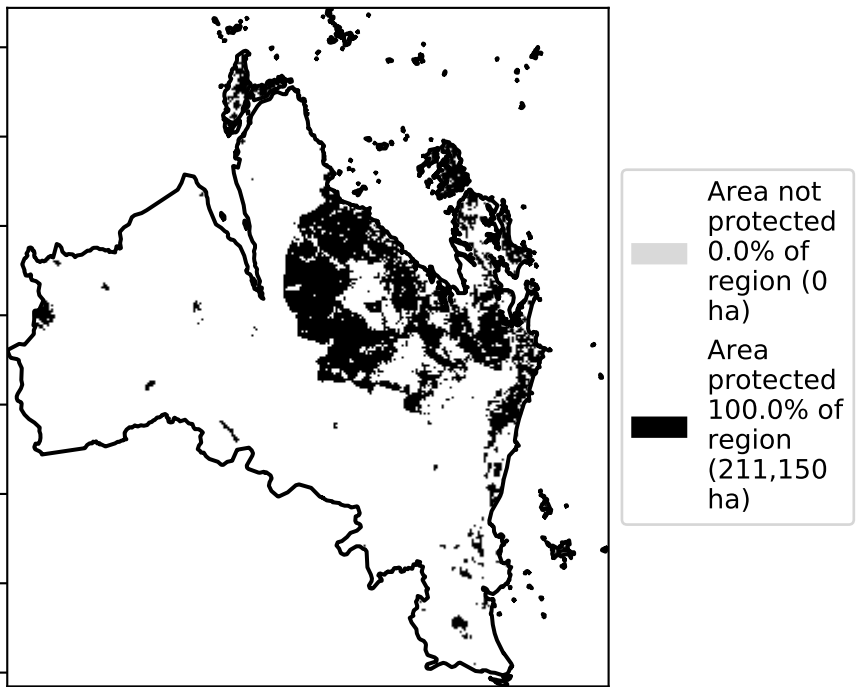 Area not
protected
0.0% of
region (0
ha)
Area
protected
100.0% of
region
(211,150
ha)